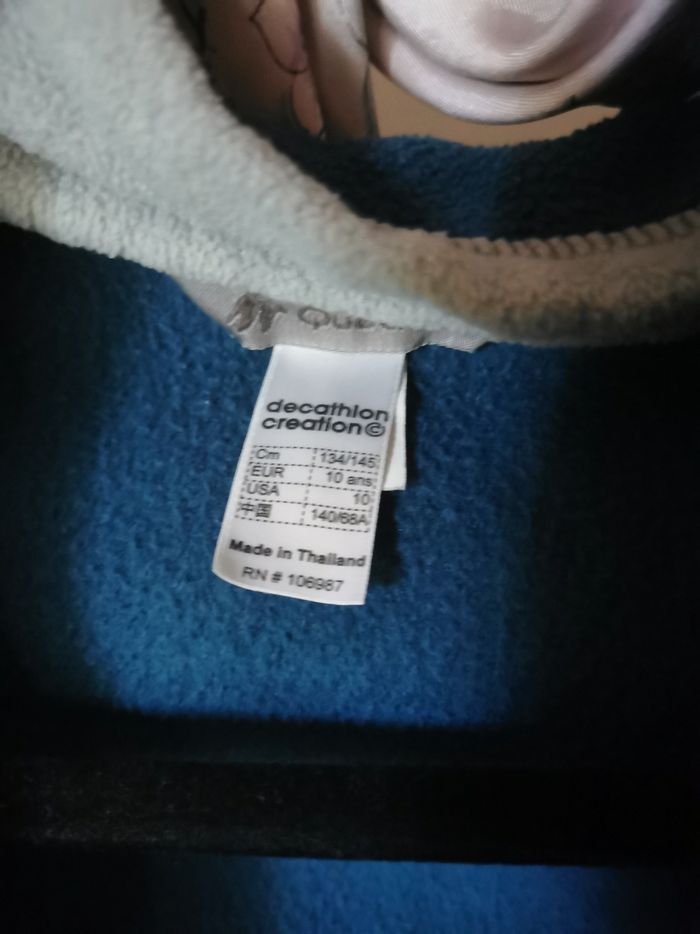 decathlon
creation©
Cm 134/145
EUR 10 ans
USA 10
中国 140/68A
Made in Thailand
RN # 106987